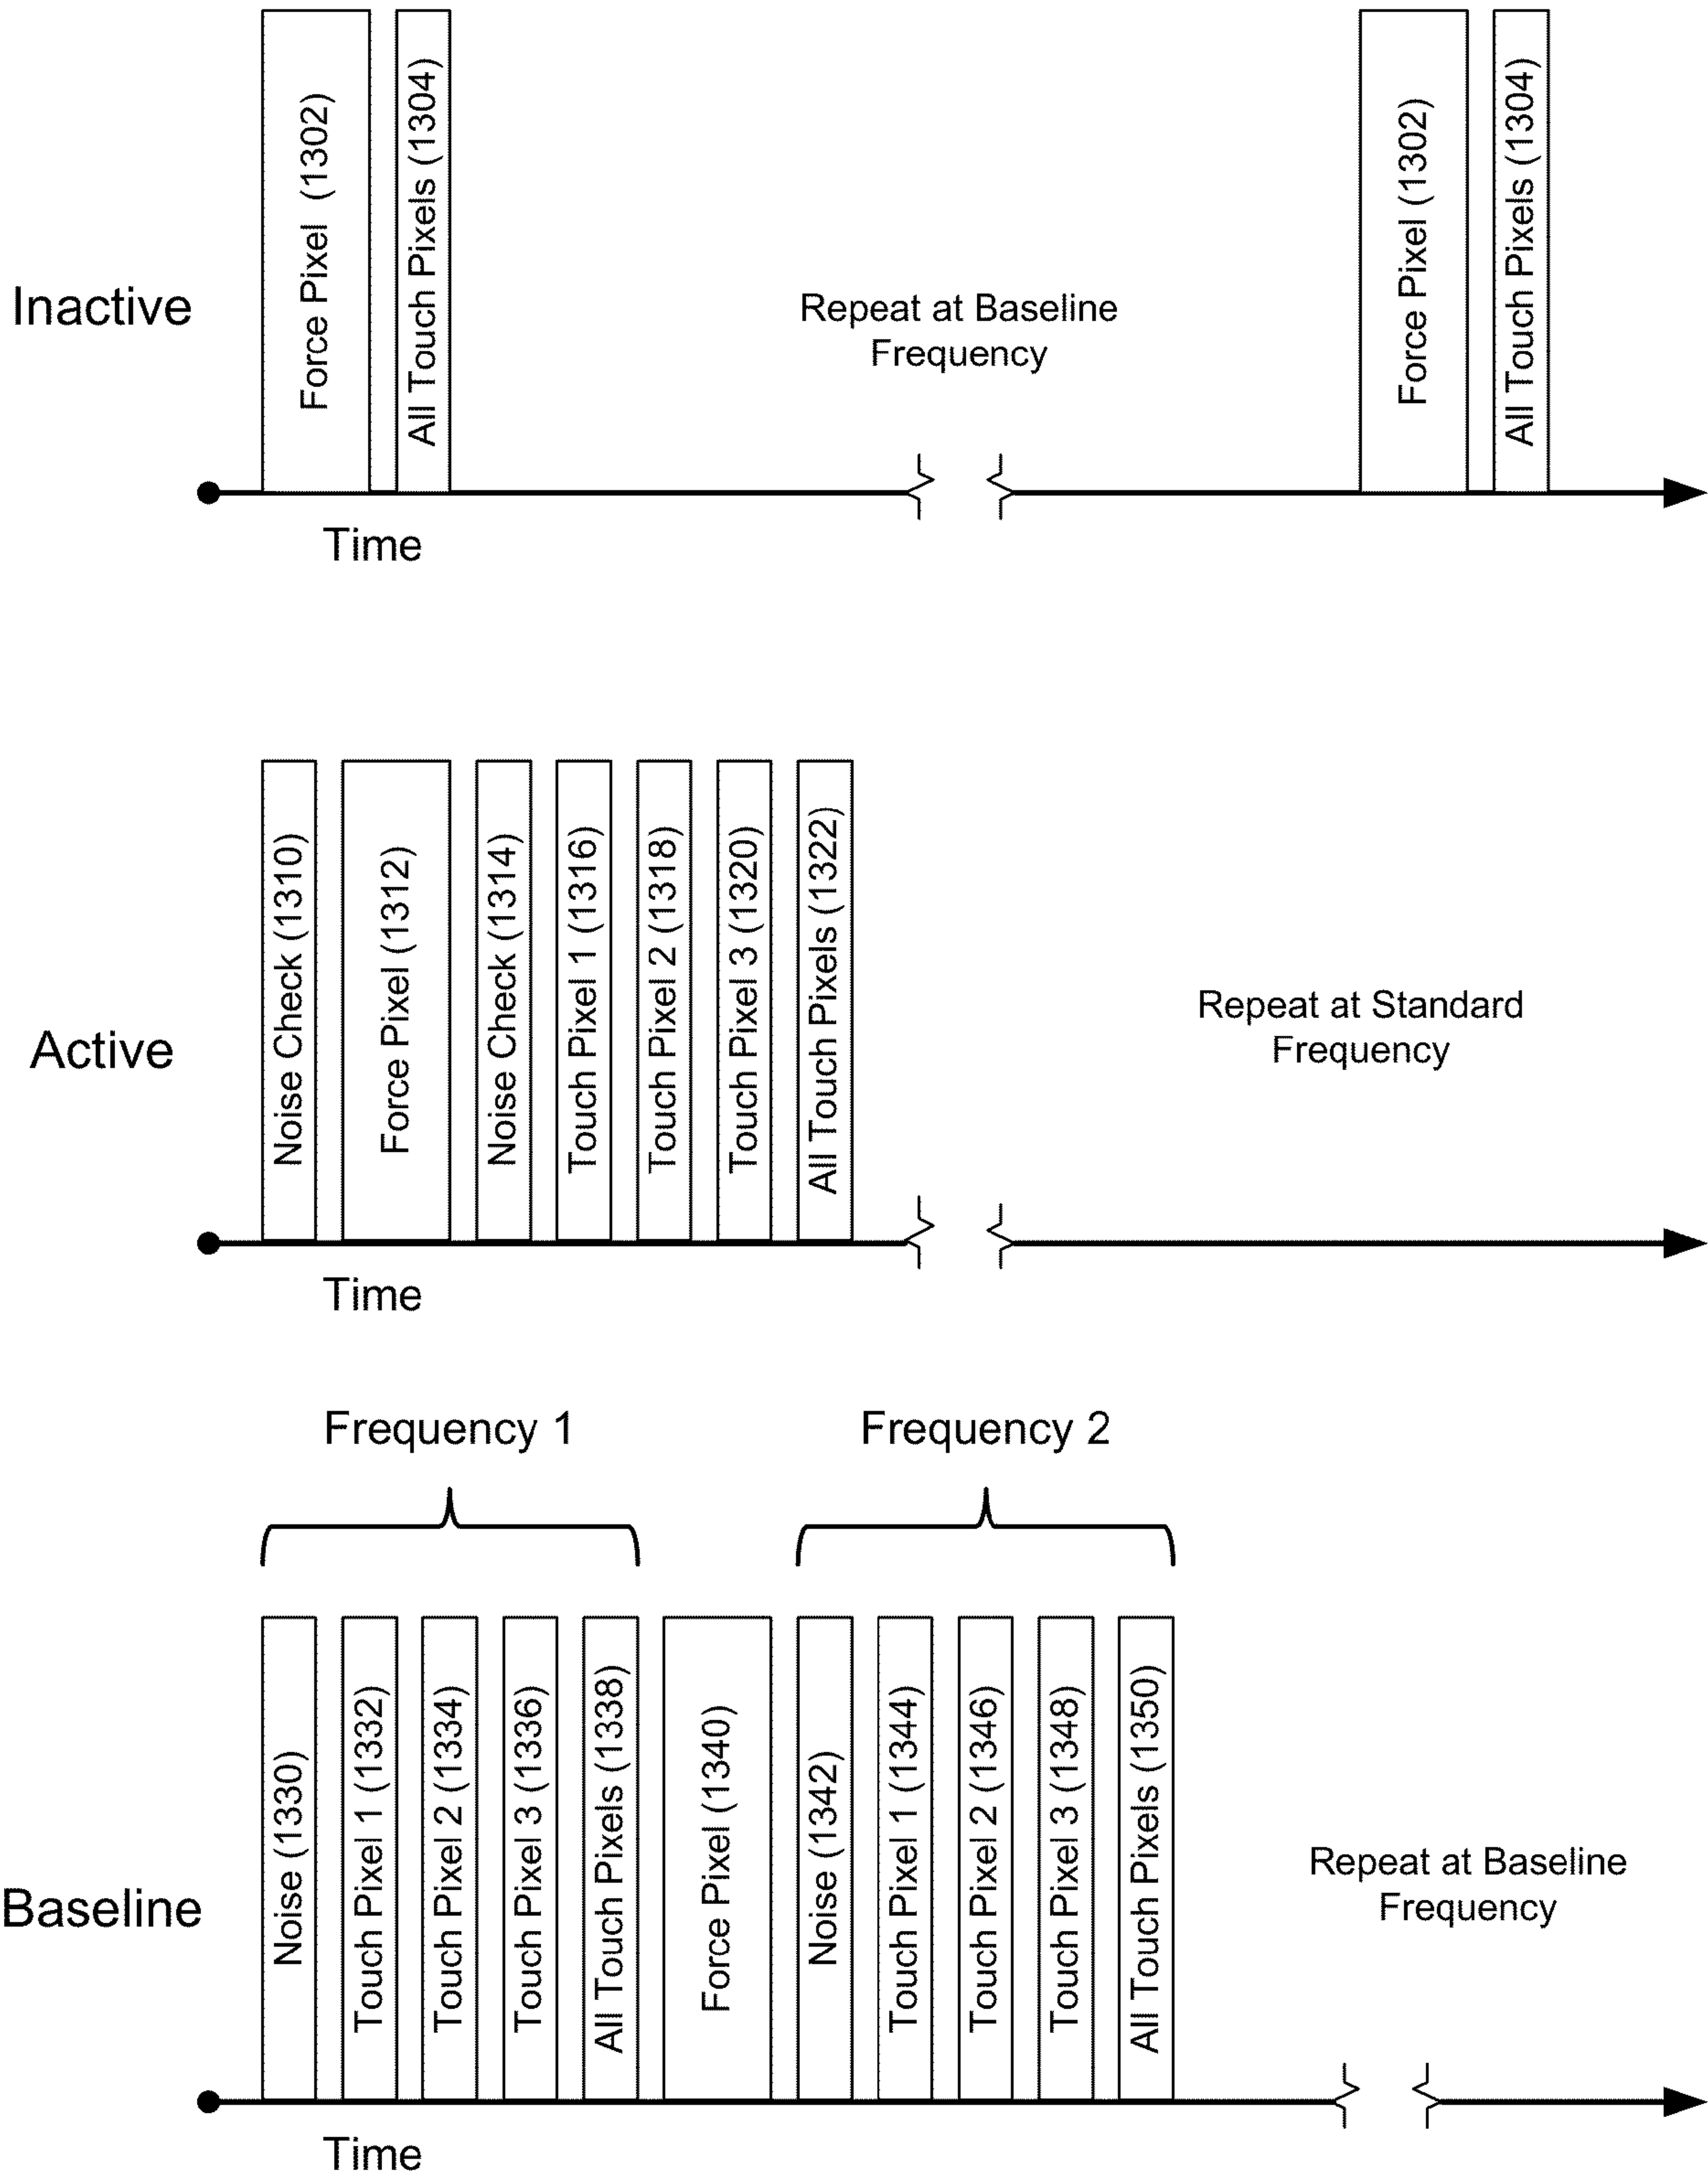 Inactive
Force Pixel (1302)
All Touch Pixels (1304)
Repeat at Baseline
Frequency
Force Pixel (1302)
All Touch Pixels (1304)
Time
Active
Noise Check (1310)
Force Pixel (1312)
Noise Check (1314)
Touch Pixel 1 (1316)
Touch Pixel 2 (1318)
Touch Pixel 3 (1320)
All Touch Pixels (1322)
Repeat at Standard
Frequency
Time
Frequency 1
Frequency 2
Baseline
Noise (1330)
Touch Pixel 1 (1332)
Touch Pixel 2 (1334)
Touch Pixel 3 (1336)
All Touch Pixels (1338)
Force Pixel (1340)
Noise (1342)
Touch Pixel 1 (1344)
Touch Pixel 2 (1346)
Touch Pixel 3 (1348)
All Touch Pixels (1350)
Repeat at Baseline
Frequency
Time